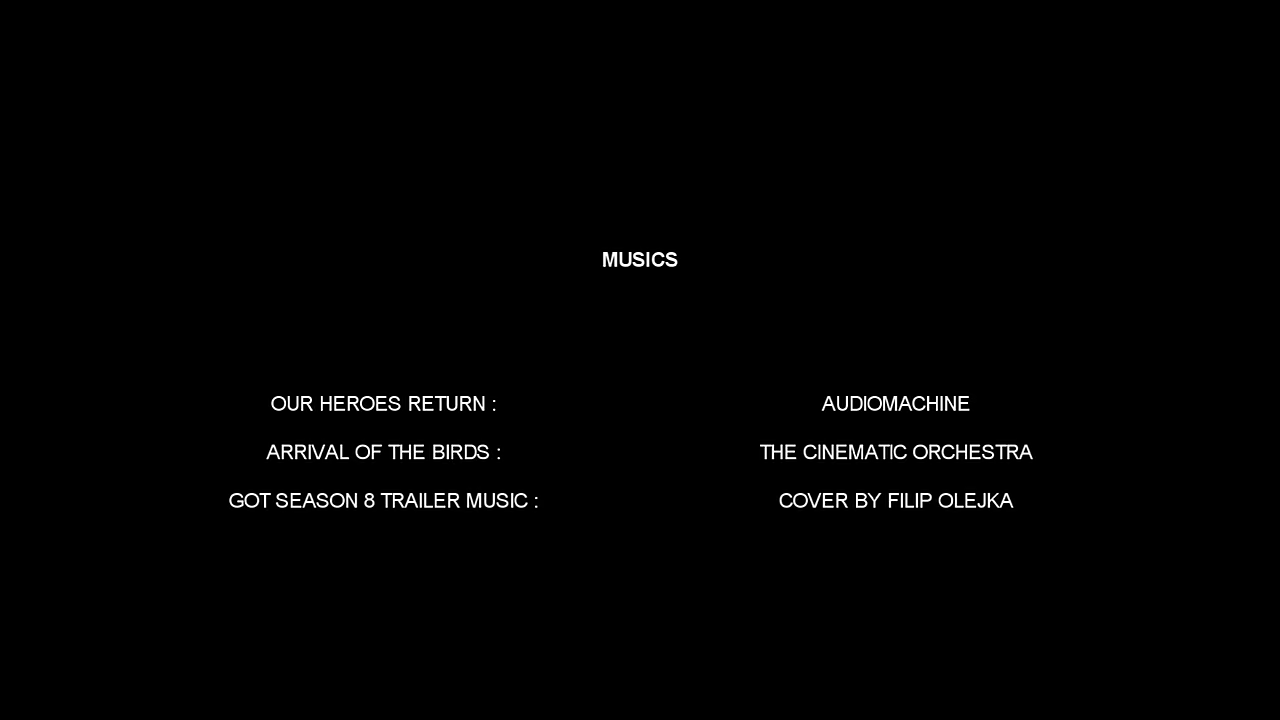 MUSICS
OUR HEROES RETURN : AUDIOMACHINE
ARRIVAL OF THE BIRDS : THE CINEMATIC ORCHESTRA
GOT SEASON 8 TRAILER MUSIC : COVER BY FILIP OLEJKA